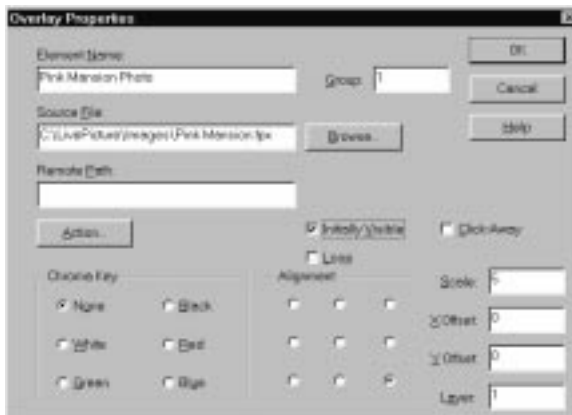 Overlay Properties
Element Name:
Pink Mansion Photo
Group: 1
OK
Cancel
Help
Source File:
C:\LivePicture\Images\Pink Mansion.fpx
Browse...
Remote Path:
Action...
Initially Visible
Click-Away
Loop
Chroma Key
None
Black
White
Red
Green
Blue
Alignment
Scale: 5
X Offset: 0
Y Offset: 0
Layer: 1